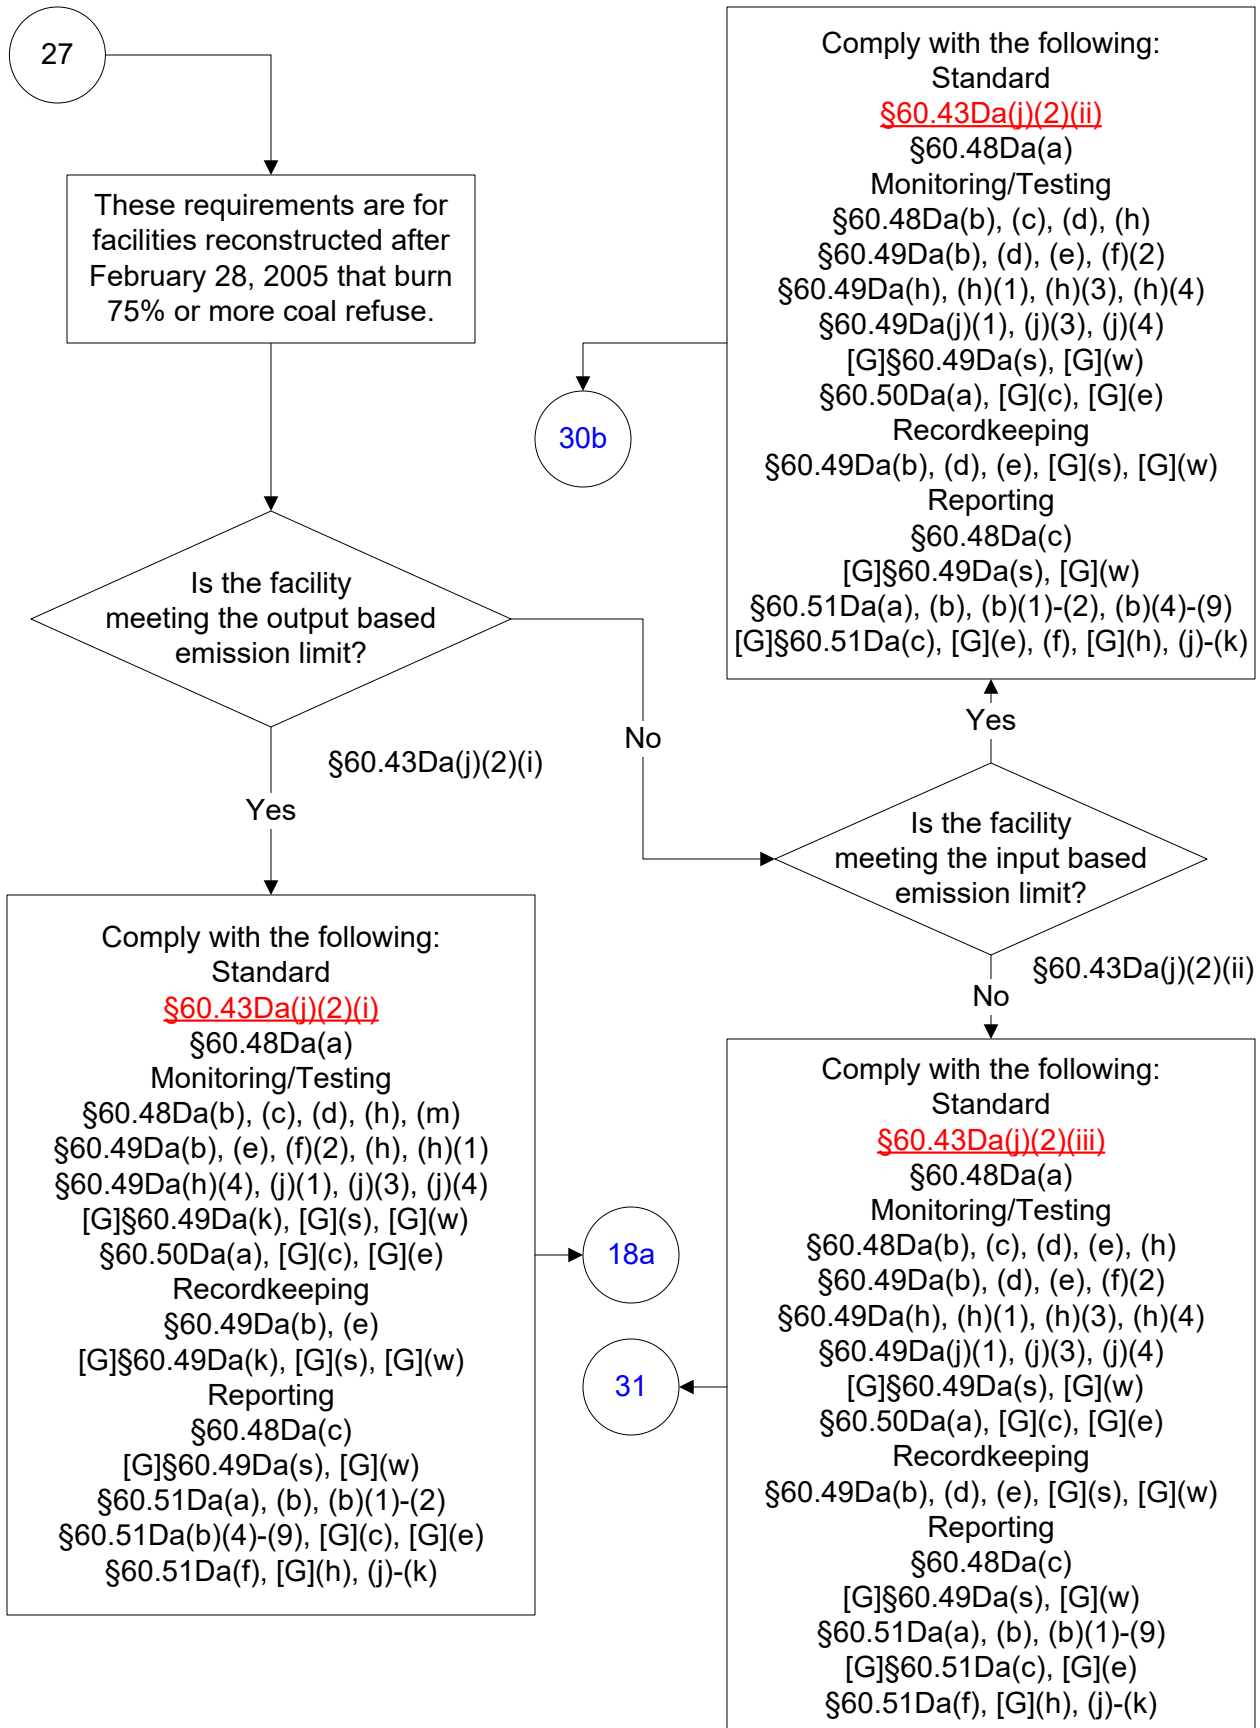 27
These requirements are for
facilities reconstructed after
February 28, 2005 that burn
75% or more coal refuse.
Is the facility
meeting the output based
emission limit?
§60.43Da(j)(2)(i)
Yes
No
Comply with the following:
Standard
§60.43Da(j)(2)(i)
§60.48Da(a)
Monitoring/Testing
§60.48Da(b), (c), (d), (h), (m)
§60.49Da(b), (e), (f)(2), (h), (h)(1)
§60.49Da(h)(4), (j)(1), (j)(3), (j)(4)
[G]§60.49Da(k), [G](s), [G](w)
§60.50Da(a), [G](c), [G](e)
Recordkeeping
§60.49Da(b), (e)
[G]§60.49Da(k), [G](s), [G](w)
Reporting
§60.48Da(c)
[G]§60.49Da(s), [G](w)
§60.51Da(a), (b), (b)(1)-(2)
§60.51Da(b)(4)-(9), [G](c), [G](e)
§60.51Da(f), [G](h), (j)-(k)
18a
Is the facility
meeting the input based
emission limit?
§60.43Da(j)(2)(ii)
Yes
Comply with the following:
Standard
§60.43Da(j)(2)(ii)
§60.48Da(a)
Monitoring/Testing
§60.48Da(b), (c), (d), (h)
§60.49Da(b), (d), (e), (f)(2)
§60.49Da(h), (h)(1), (h)(3), (h)(4)
§60.49Da(j)(1), (j)(3), (j)(4)
[G]§60.49Da(s), [G](w)
§60.50Da(a), [G](c), [G](e)
Recordkeeping
§60.49Da(b), (d), (e), [G](s), [G](w)
Reporting
§60.48Da(c)
[G]§60.49Da(s), [G](w)
§60.51Da(a), (b), (b)(1)-(2), (b)(4)-(9)
[G]§60.51Da(c), [G](e), (f), [G](h), (j)-(k)
30b
No
Comply with the following:
Standard
§60.43Da(j)(2)(iii)
§60.48Da(a)
Monitoring/Testing
§60.48Da(b), (c), (d), (e), (h)
§60.49Da(b), (d), (e), (f)(2)
§60.49Da(h), (h)(1), (h)(3), (h)(4)
§60.49Da(j)(1), (j)(3), (j)(4)
[G]§60.49Da(s), [G](w)
§60.50Da(a), [G](c), [G](e)
Recordkeeping
§60.49Da(b), (d), (e), [G](s), [G](w)
Reporting
§60.48Da(c)
[G]§60.49Da(s), [G](w)
§60.51Da(a), (b), (b)(1)-(9)
[G]§60.51Da(c), [G](e)
§60.51Da(f), [G](h), (j)-(k)
31